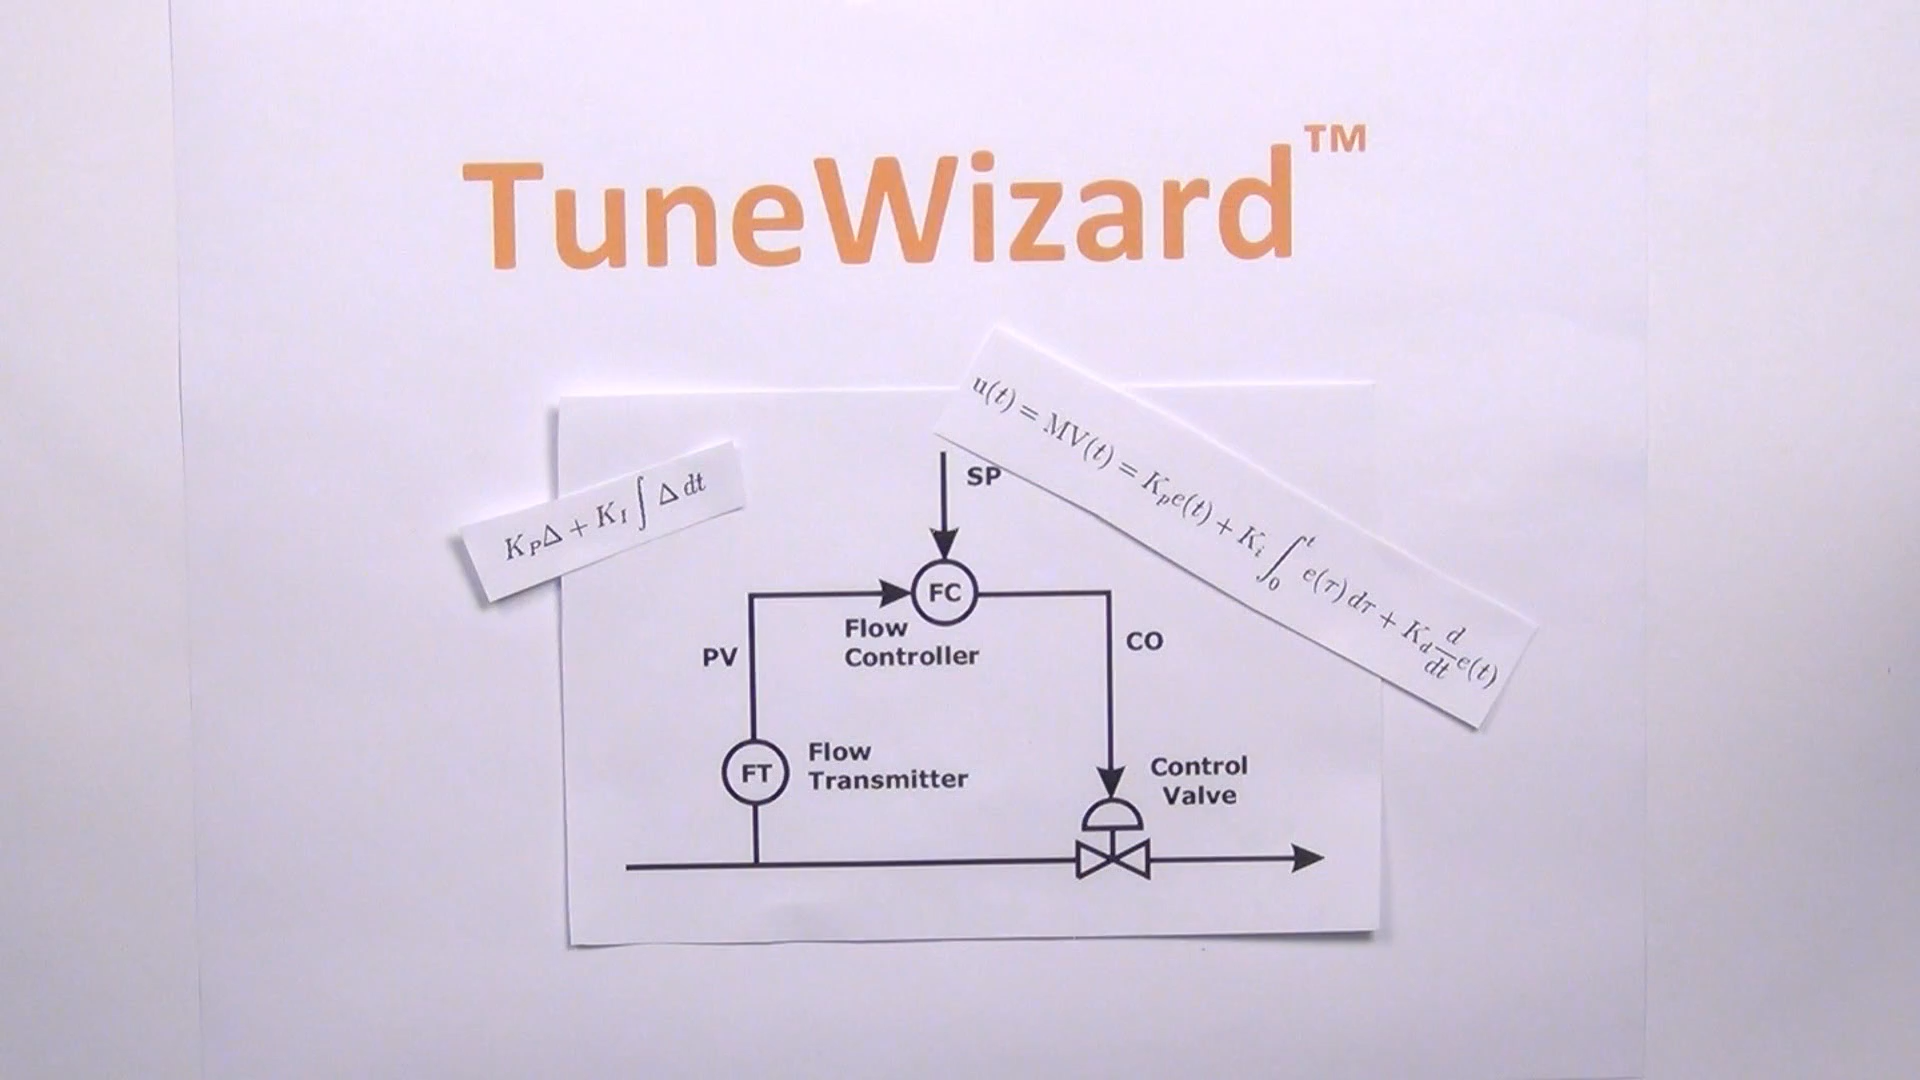 TuneWizard™
u(t) = MV(t) = K_p e(t) + K_i ∫_0^t e(τ) dτ + K_d d/dt e(t)
K_P Δ + K_I ∫ Δ dt
SP
FC
Flow
Controller
PV
CO
FT
Flow
Transmitter
Control
Valve